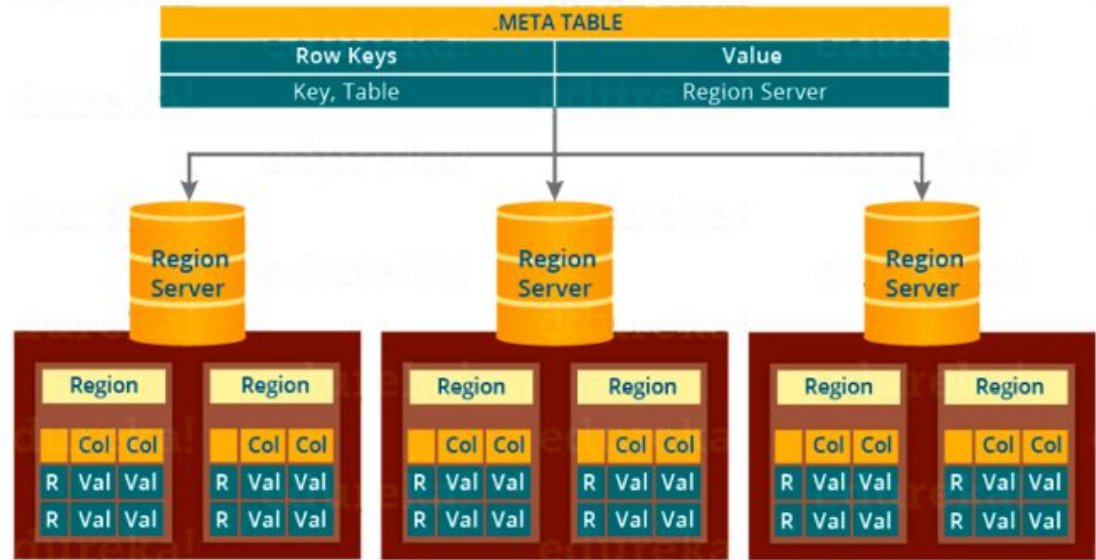 .META TABLE
Row Keys Value
Key, Table Region Server
Region Server Region Server Region Server
Region Region Region Region Region Region
Col Col Col Col Col Col Col Col Col Col Col Col
R Val Val R Val Val R Val Val R Val Val R Val Val R Val Val
R Val Val R Val Val R Val Val R Val Val R Val Val R Val Val
edureka!